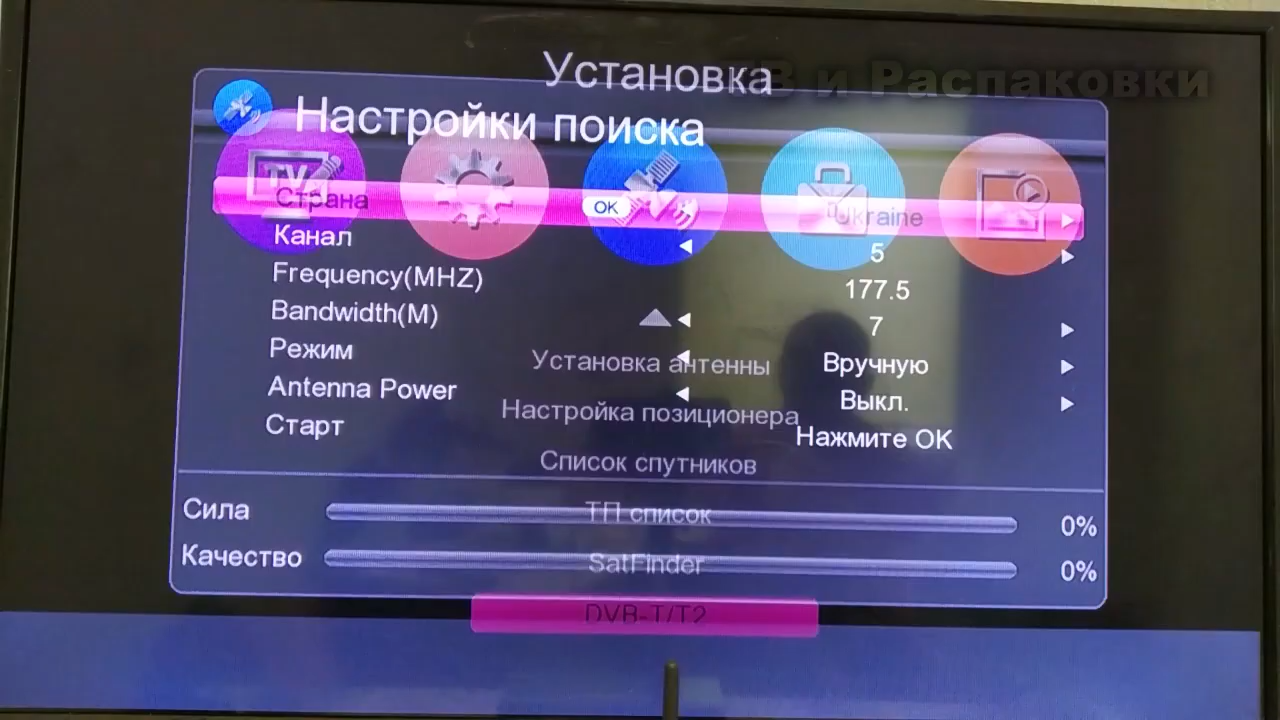 Установка
ТВ и Распаковки
Настройки поиска
TV
Страна OK Ukraine
Канал 5
Frequency(MHZ) 177.5
Bandwidth(M) 7
Режим Вручную
Установка антенны
Antenna Power Выкл.
Настройка позиционера
Старт Нажмите OK
Список спутников
Сила 0%
ТП список
Качество 0%
SatFinder
DVB-T/T2